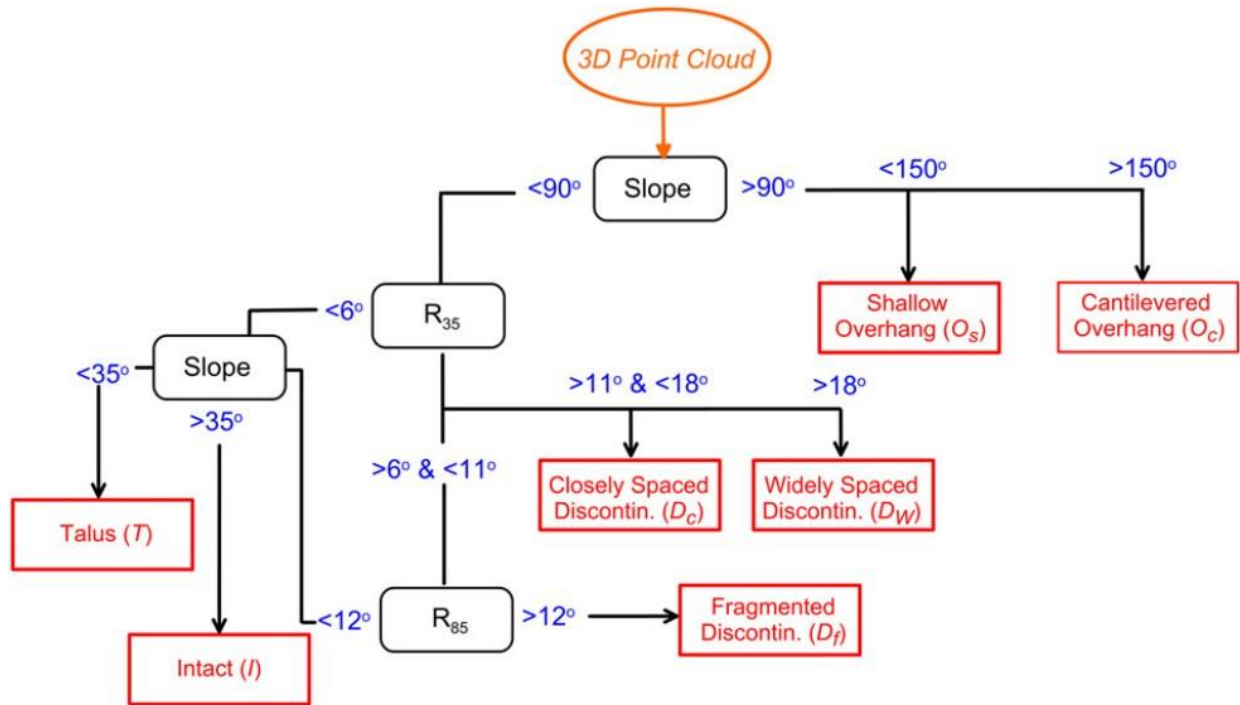 3D Point Cloud
<90°
Slope
>90°
<150°
>150°
Shallow
Overhang (Os)
Cantilevered
Overhang (Oc)
<6°
R35
<35°
Slope
>35°
>11° & <18°
>18°
>6° & <11°
Closely Spaced
Discontin. (Dc)
Widely Spaced
Discontin. (DW)
Talus (T)
<12°
R85
>12°
Fragmented
Discontin. (Df)
Intact (I)